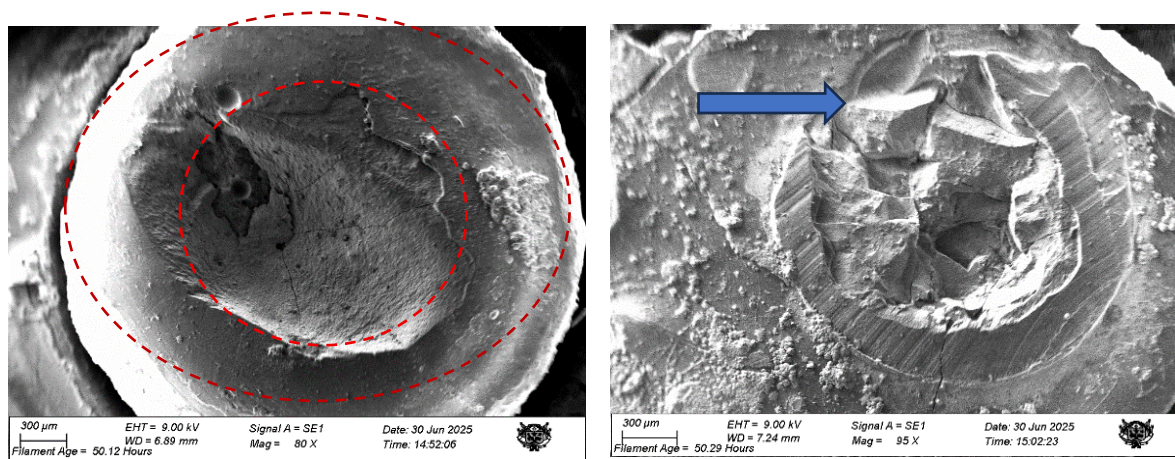 300 µm
EHT = 9.00 kV
Signal A = SE1
Date: 30 Jun 2025
WD = 6.89 mm
Mag = 80 X
Time: 14:52:06
Filament Age = 50.12 Hours
300 µm
EHT = 9.00 kV
Signal A = SE1
Date: 30 Jun 2025
WD = 7.24 mm
Mag = 95 X
Time: 15:02:23
Filament Age = 50.29 Hours